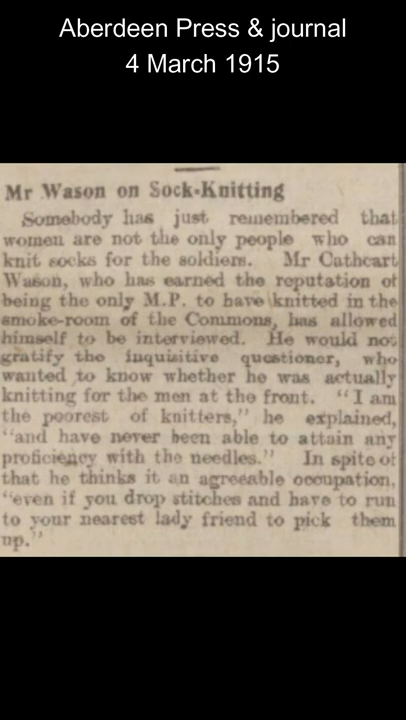 Aberdeen Press & journal
4 March 1915
Mr Wason on Sock-Knitting
Somebody has just remembered that
women are not the only people who can
knit socks for the soldiers. Mr Cathcart
Wason, who has earned the reputation of
being the only M.P. to have knitted in the
smoke-room of the Commons, has allowed
himself to be interviewed. He would not
gratify the inquisitive questioner, who
wanted to know whether he was actually
knitting for the men at the front. "I am
the poorest of knitters," he explained,
"and have never been able to attain any
proficiency with the needles." In spite of
that he thinks it an agreeable occupation,
"even if you drop stitches and have to run
to your nearest lady friend to pick them
up."